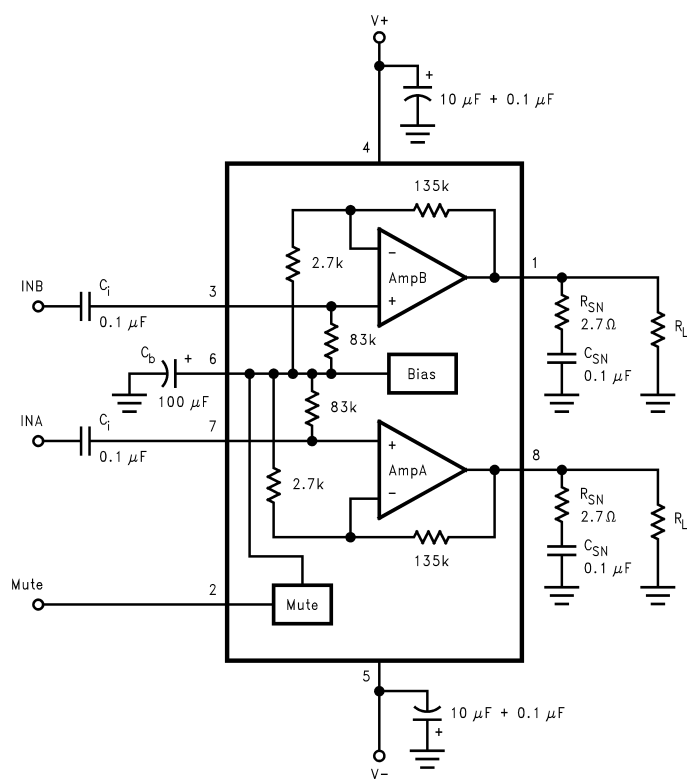 V+
+
10 µF + 0.1 µF
4
135k
2.7k
−
AmpB
+
1
INB
Ci
0.1 µF
3
83k
RSN
2.7Ω
CSN
0.1 µF
RL
Cb
+
100 µF
6
Bias
INA
Ci
0.1 µF
7
83k
+
AmpA
−
8
2.7k
135k
RSN
2.7Ω
CSN
0.1 µF
RL
Mute
2
Mute
5
10 µF + 0.1 µF
+
V−